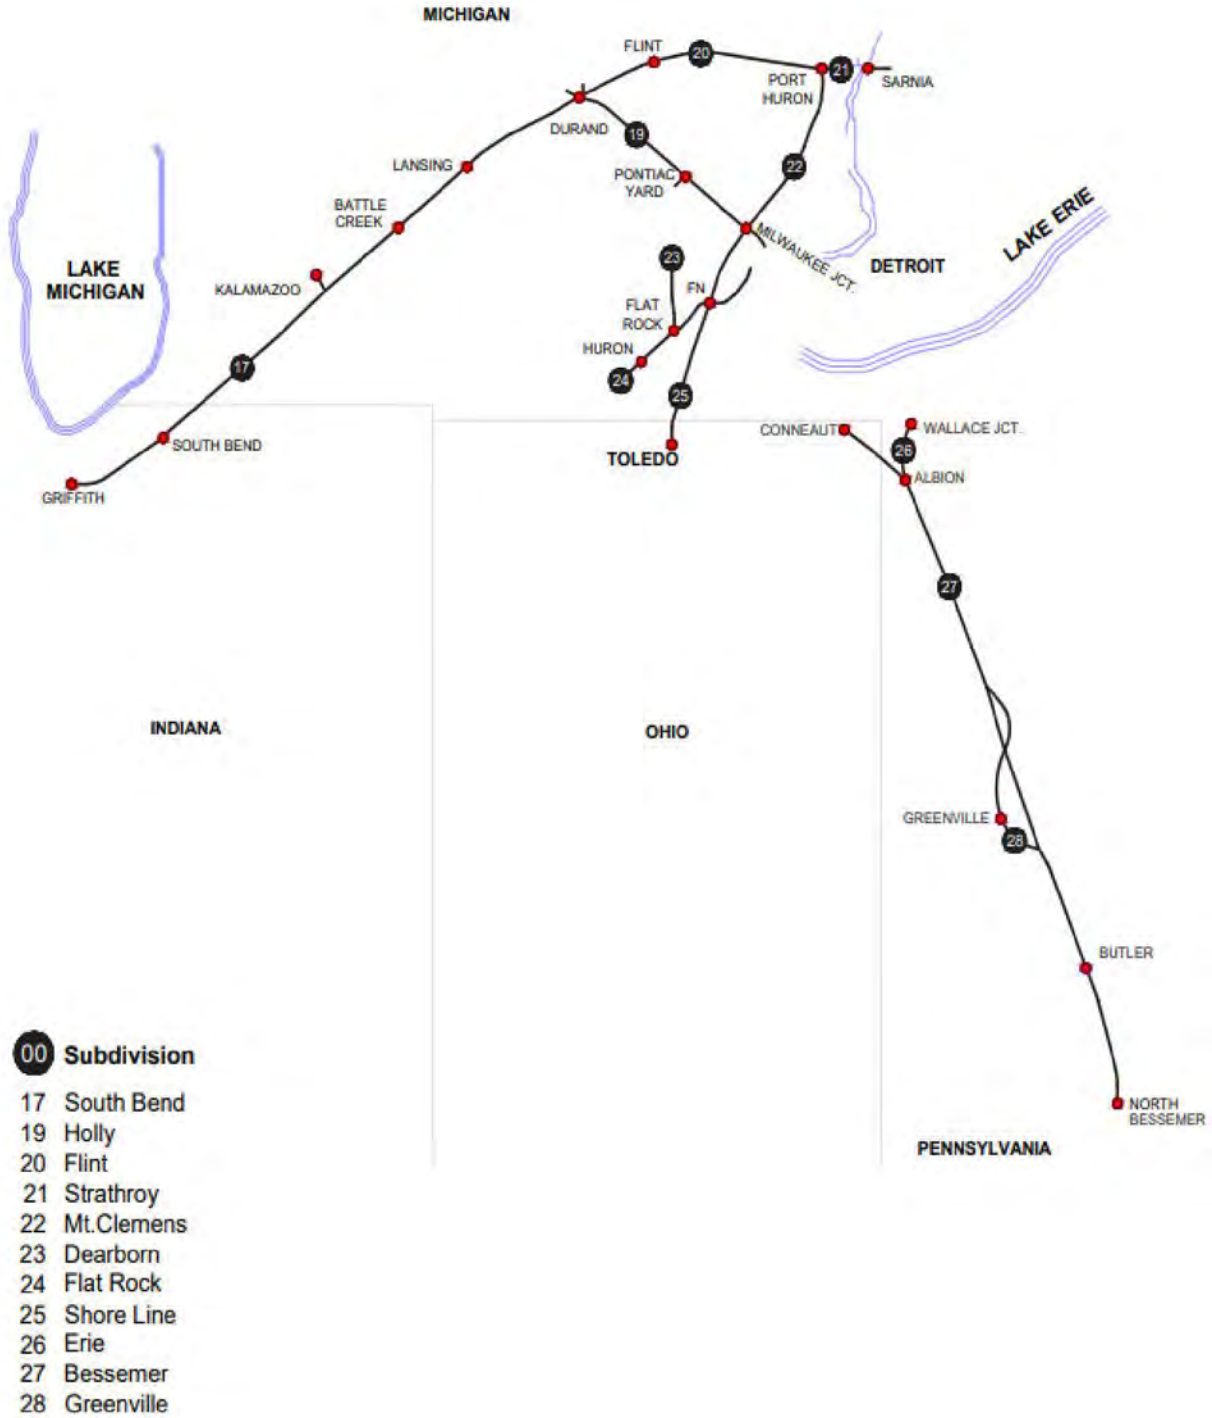 MICHIGAN
FLINT
20
PORT
HURON
21
SARNIA
DURAND
19
LANSING
PONTIAC
YARD
22
BATTLE
CREEK
MILWAUKEE JCT.
LAKE ERIE
DETROIT
LAKE
MICHIGAN
KALAMAZOO
23
FN
FLAT
ROCK
HURON
24
17
25
SOUTH BEND
GRIFFITH
TOLEDO
CONNEAUT
WALLACE JCT.
26
ALBION
27
INDIANA
OHIO
GREENVILLE
28
BUTLER
NORTH
BESSEMER
PENNSYLVANIA
00 Subdivision
17 South Bend
19 Holly
20 Flint
21 Strathroy
22 Mt.Clemens
23 Dearborn
24 Flat Rock
25 Shore Line
26 Erie
27 Bessemer
28 Greenville